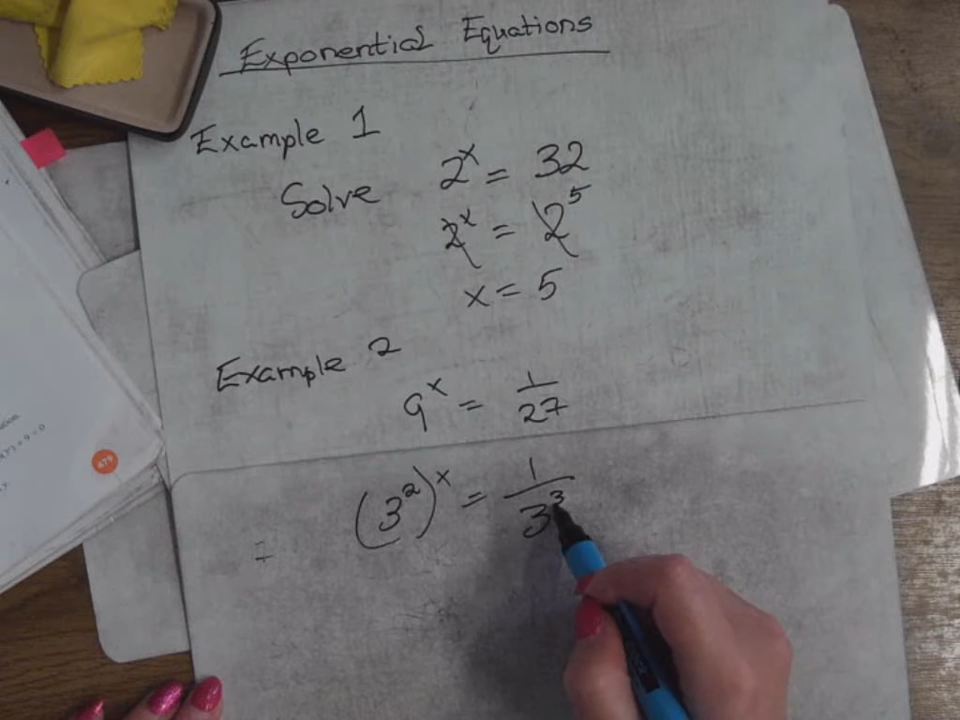 Exponential Equations
Example 1
Solve 2^x = 32
2^x = 2^5
x = 5
Example 2
9^x = 1/27
(3^2)^x = 1/3^3
=
479